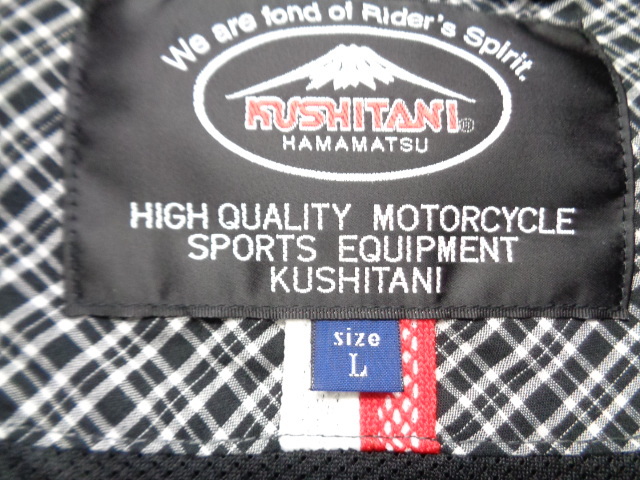 We are fond of Rider's Spirit.
KUSHITANI®
HAMAMATSU
HIGH QUALITY MOTORCYCLE
SPORTS EQUIPMENT
KUSHITANI
size
L